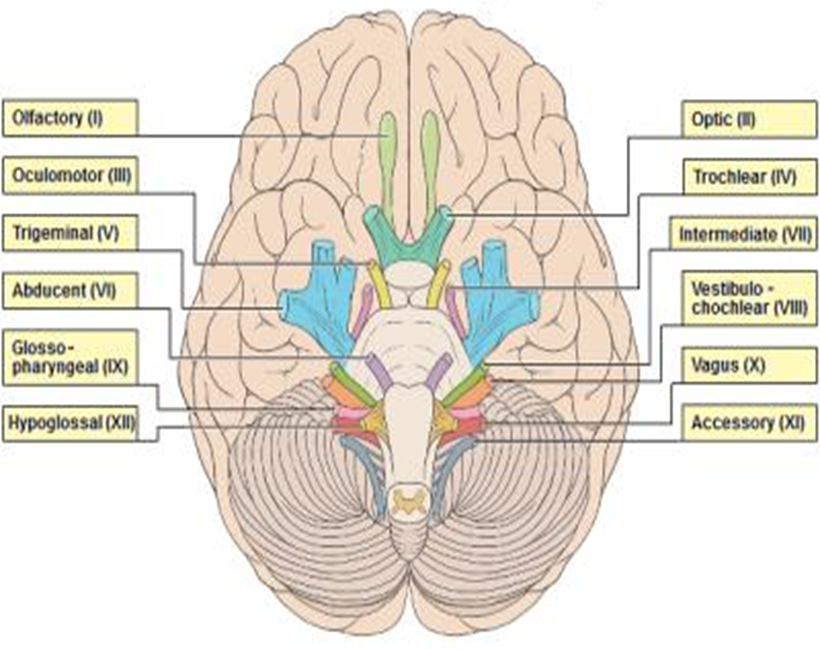 Olfactory (I)
Oculomotor (III)
Trigeminal (V)
Abducent (VI)
Glosso-
pharyngeal (IX)
Hypoglossal (XII)
Optic (II)
Trochlear (IV)
Intermediate (VII)
Vestibulo -
chochlear (VIII)
Vagus (X)
Accessory (XI)